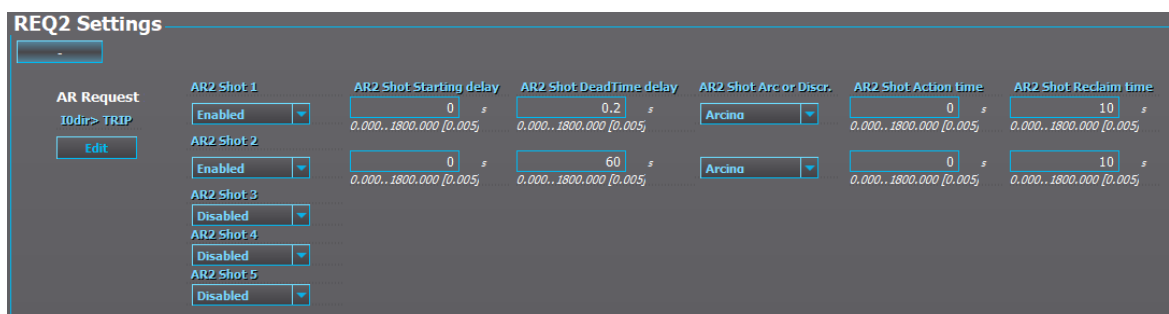 REQ2 Settings
-
AR2 Shot 1 AR2 Shot Starting delay AR2 Shot DeadTime delay AR2 Shot Arc or Discr. AR2 Shot Action time AR2 Shot Reclaim time
AR Request
I0dir> TRIP
Edit
Enabled 0 s 0.2 s Arcing 0 s 10 s
0.000..1800.000 [0.005] 0.000..1800.000 [0.005] 0.000..1800.000 [0.005] 0.000..1800.000 [0.005]
AR2 Shot 2
Enabled 0 s 60 s Arcing 0 s 10 s
0.000..1800.000 [0.005] 0.000..1800.000 [0.005] 0.000..1800.000 [0.005] 0.000..1800.000 [0.005]
AR2 Shot 3
Disabled
AR2 Shot 4
Disabled
AR2 Shot 5
Disabled